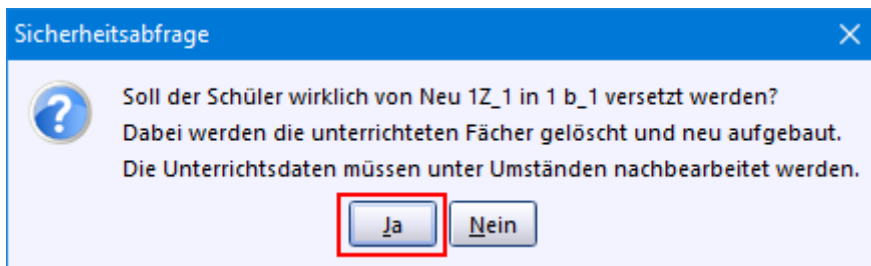 Sicherheitsabfrage
Soll der Schüler wirklich von Neu 1Z_1 in 1 b_1 versetzt werden?
Dabei werden die unterrichteten Fächer gelöscht und neu aufgebaut.
Die Unterrichtsdaten müssen unter Umständen nachbearbeitet werden.
Ja Nein